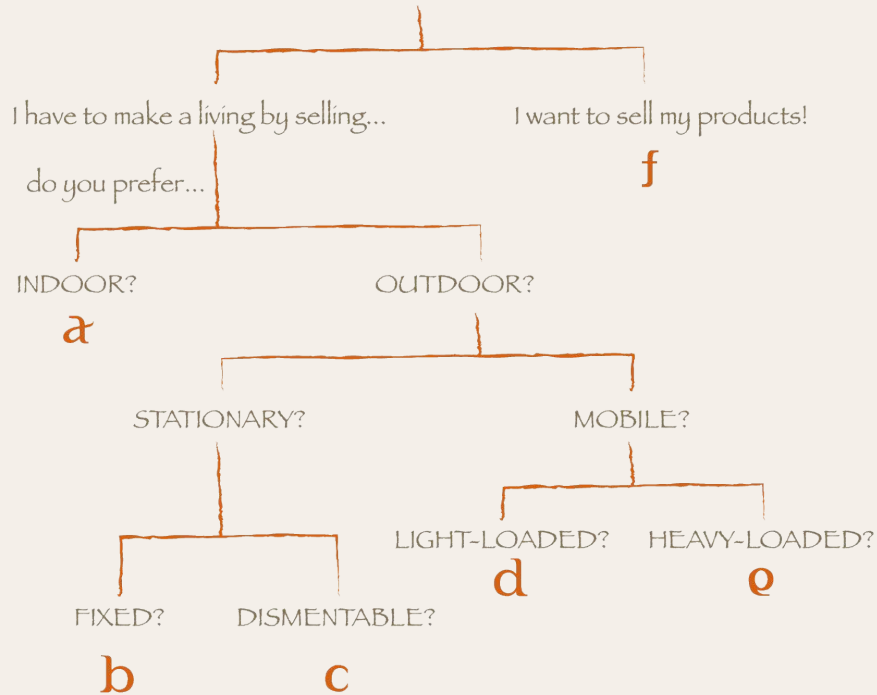 I have to make a living by selling...
I want to sell my products!
f
do you prefer...
INDOOR?
OUTDOOR?
a
STATIONARY?
MOBILE?
LIGHT-LOADED?
HEAVY-LOADED?
d
e
FIXED?
DISMENTABLE?
b
c